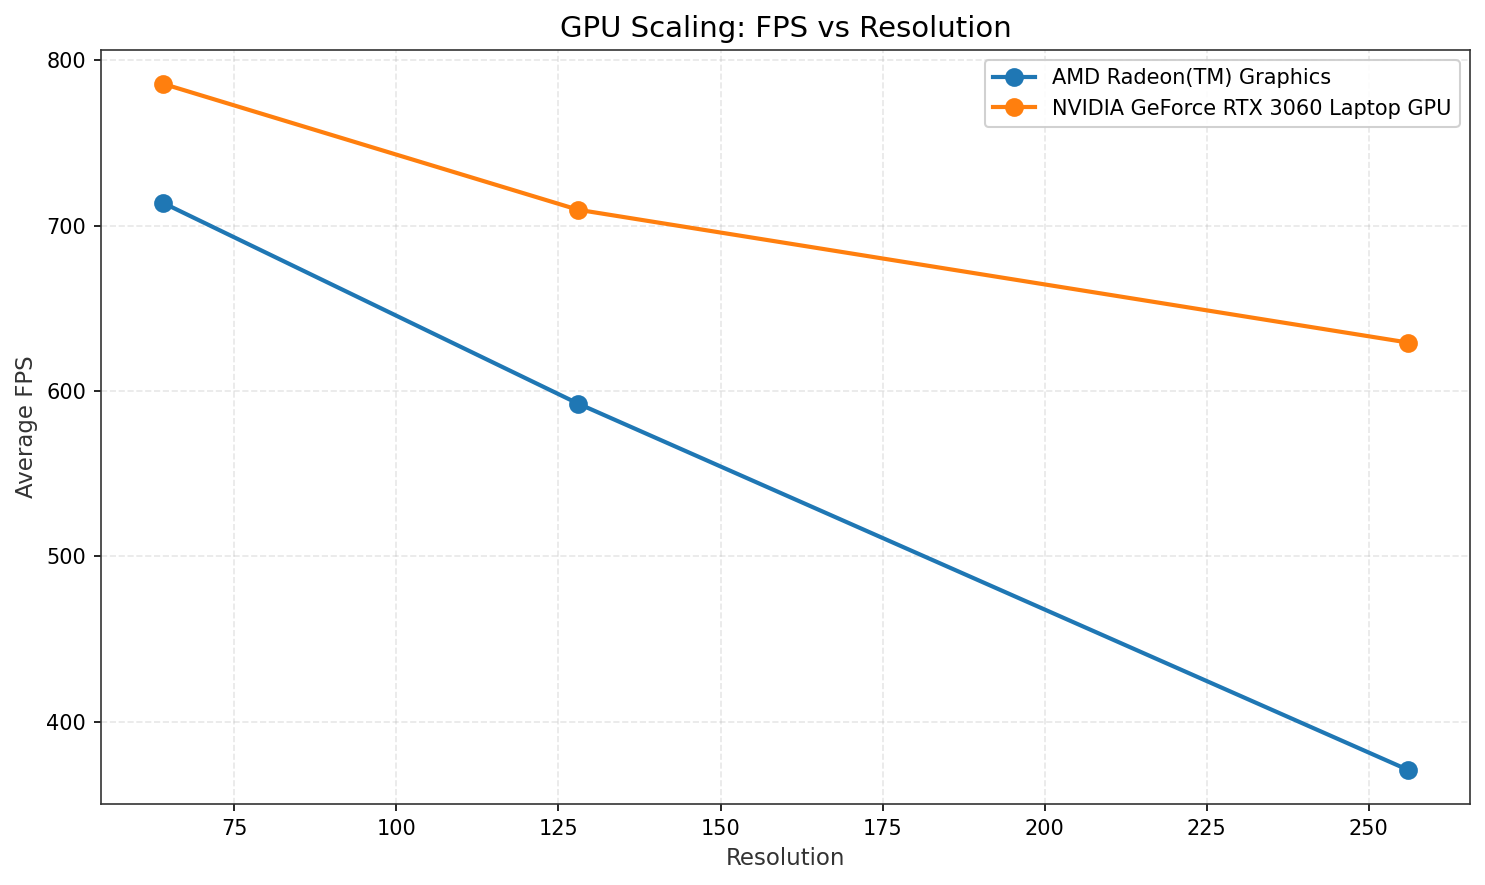 GPU Scaling: FPS vs Resolution
AMD Radeon(TM) Graphics
NVIDIA GeForce RTX 3060 Laptop GPU
Average FPS
800
700
600
500
400
75 100 125 150 175 200 225 250
Resolution